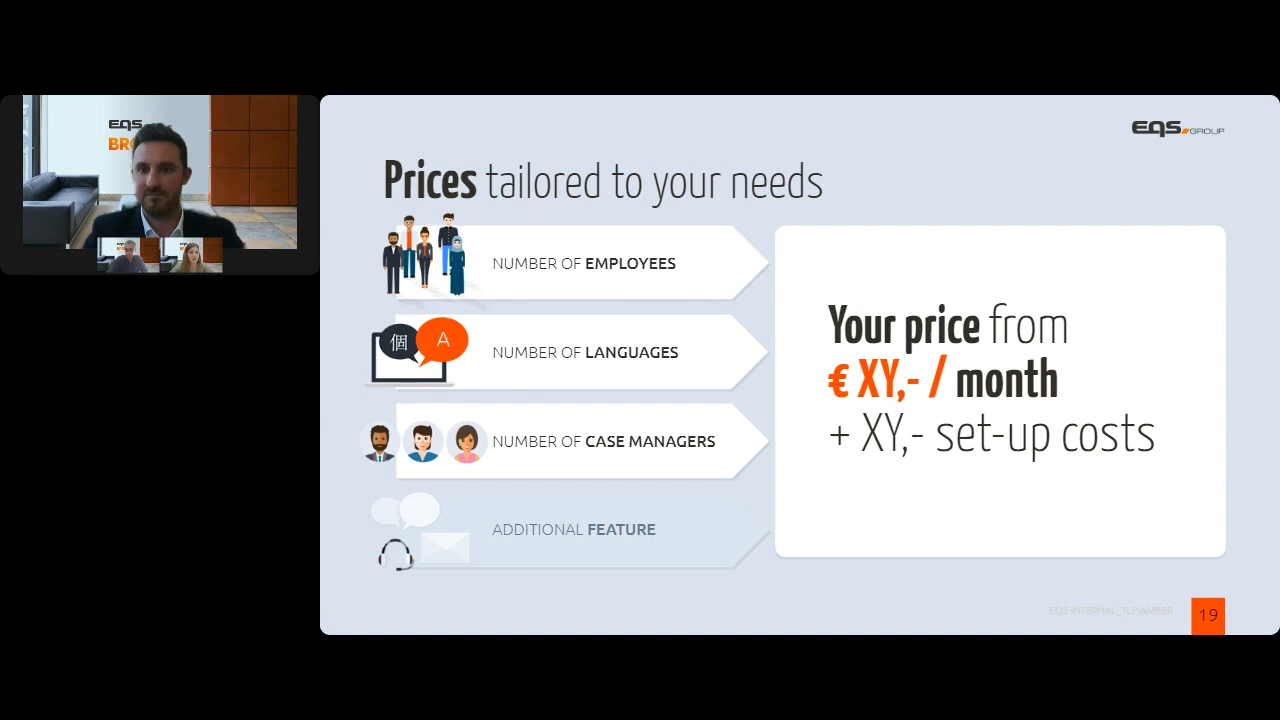 EQS
BRO
EQS GROUP
Prices tailored to your needs
NUMBER OF EMPLOYEES
個 A
NUMBER OF LANGUAGES
NUMBER OF CASE MANAGERS
ADDITIONAL FEATURE
Your price from
€ XY,- / month
+ XY,- set-up costs
EQS:INTERNAL_TLP:AMBER
19